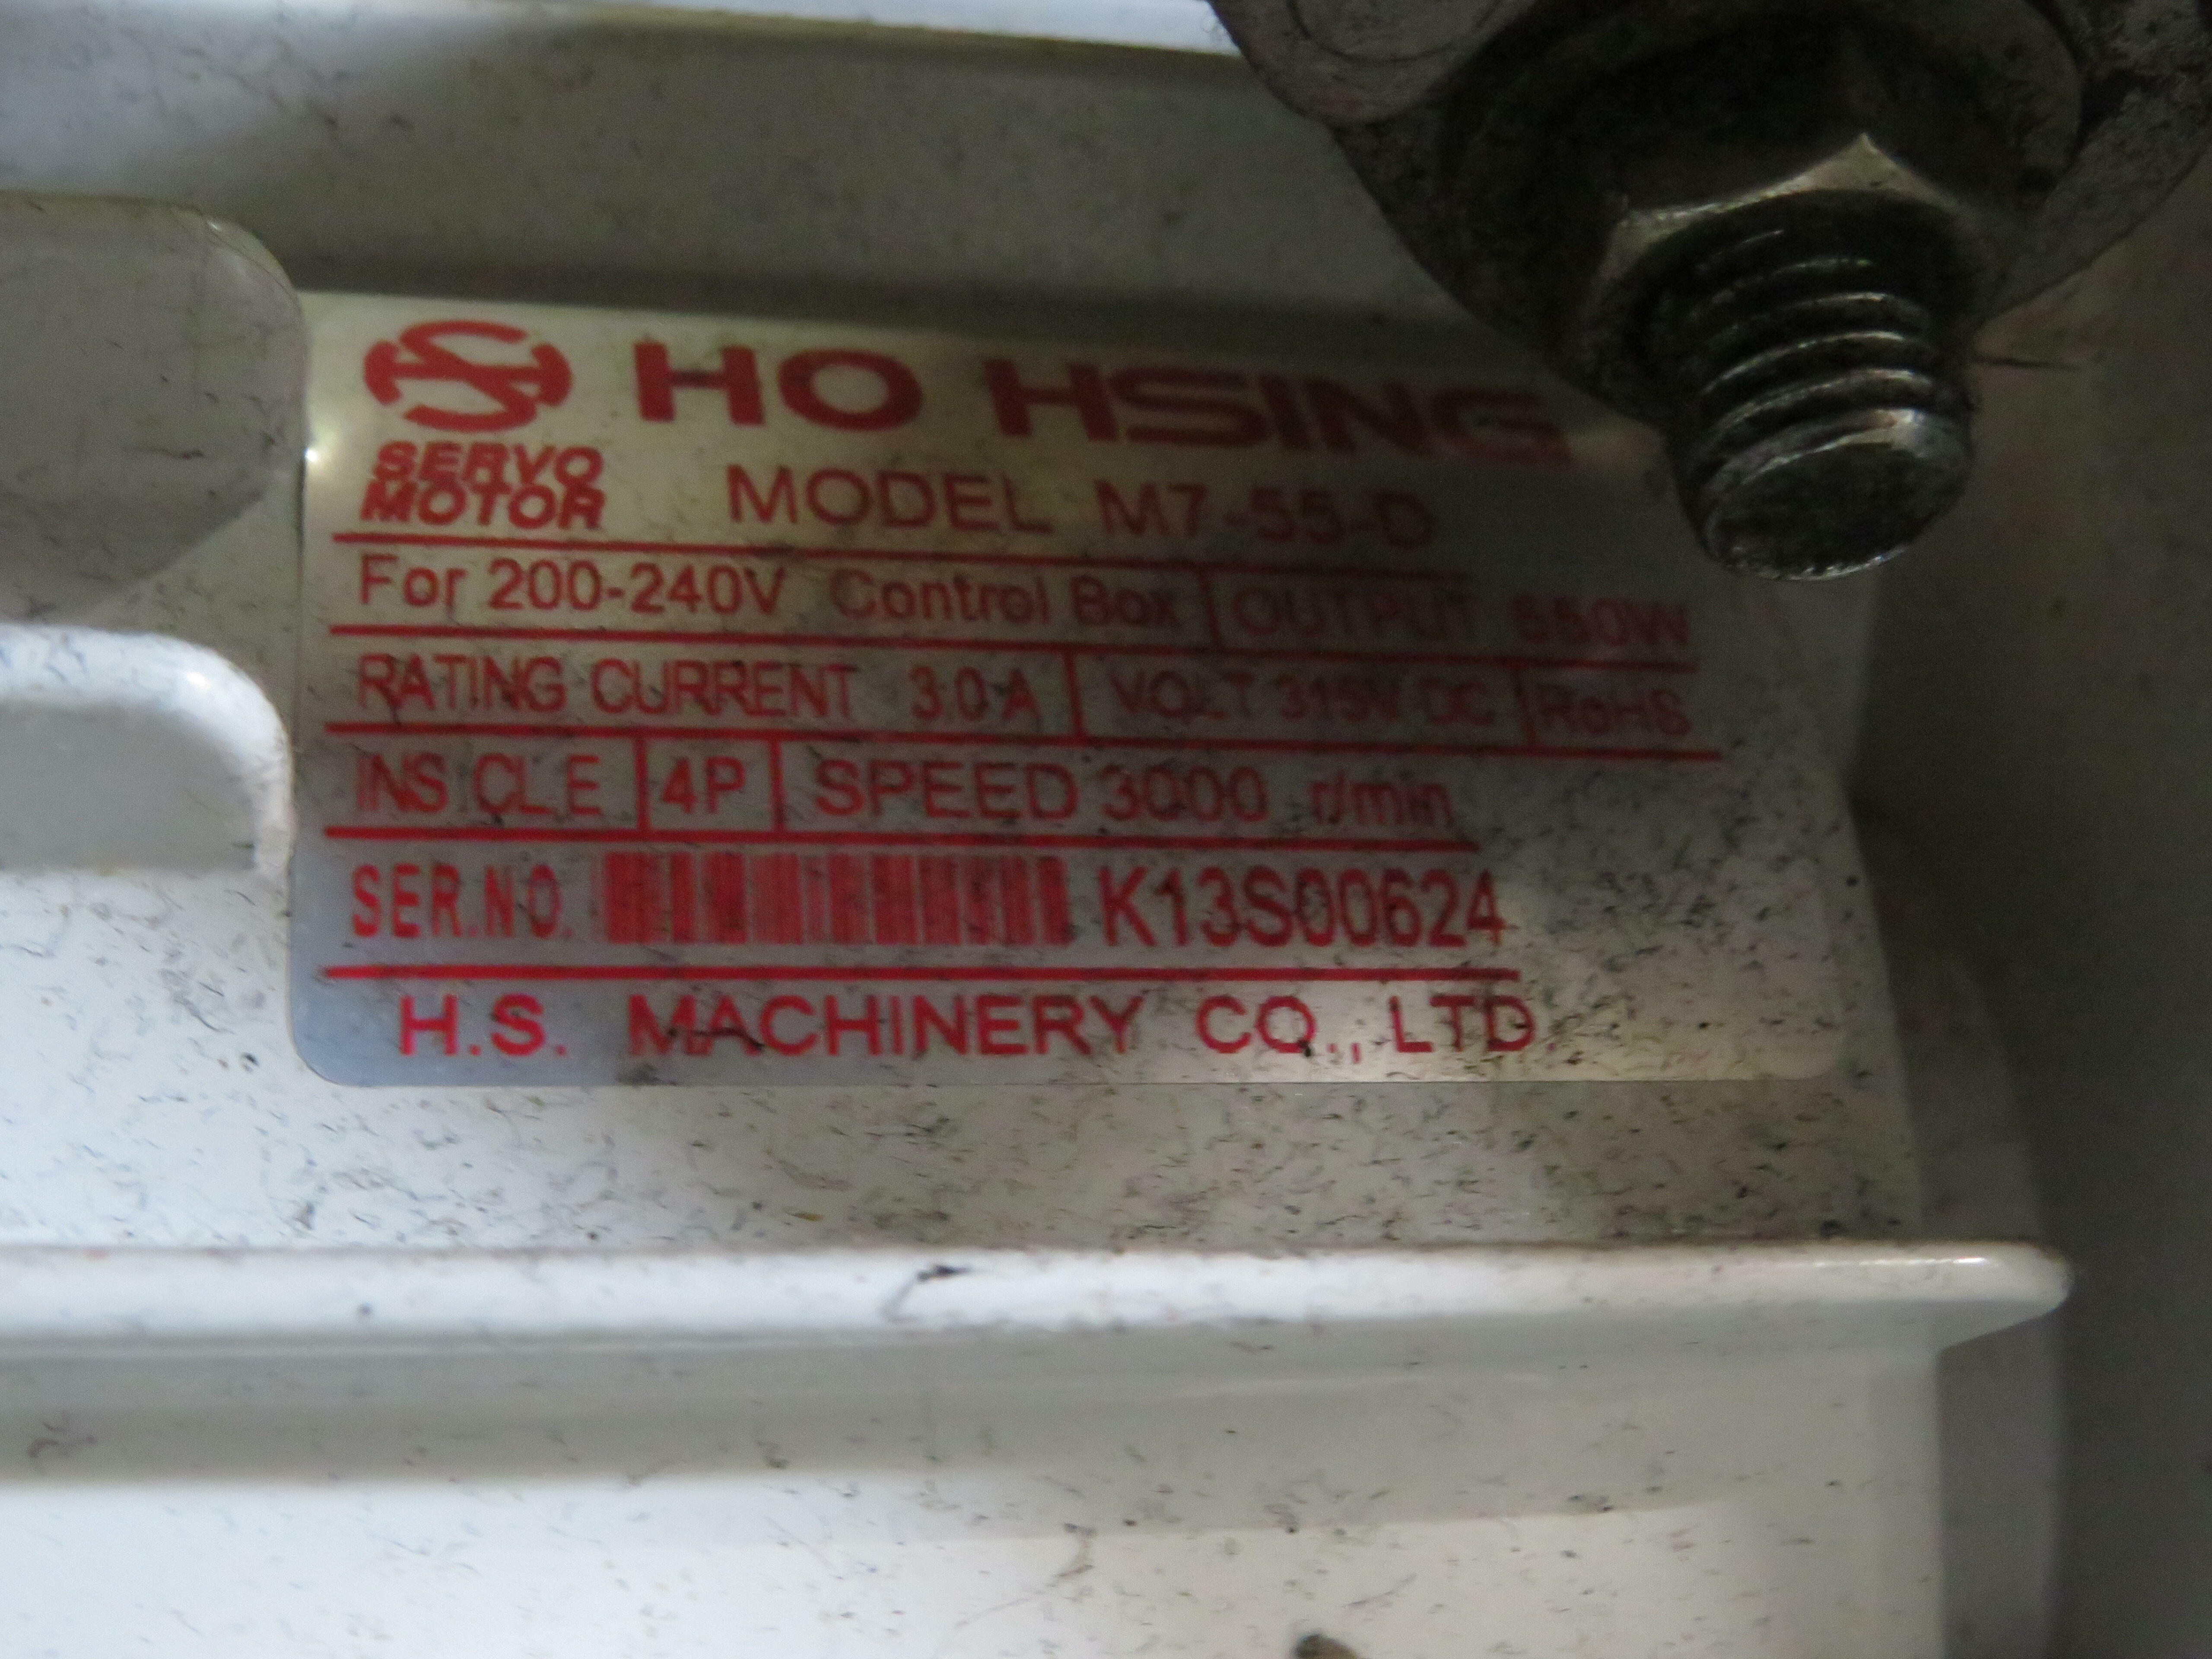 HO HSING
SERVO
MOTOR
MODEL M7-55-D
For 200-240V Control Box OUTPUT 550W
RATING CURRENT 3.0 A VOLT 315V DC RoHS
INS.CL.E 4P SPEED 3000 r/min
SER.NO. K13S00624
H.S. MACHINERY CO., LTD.